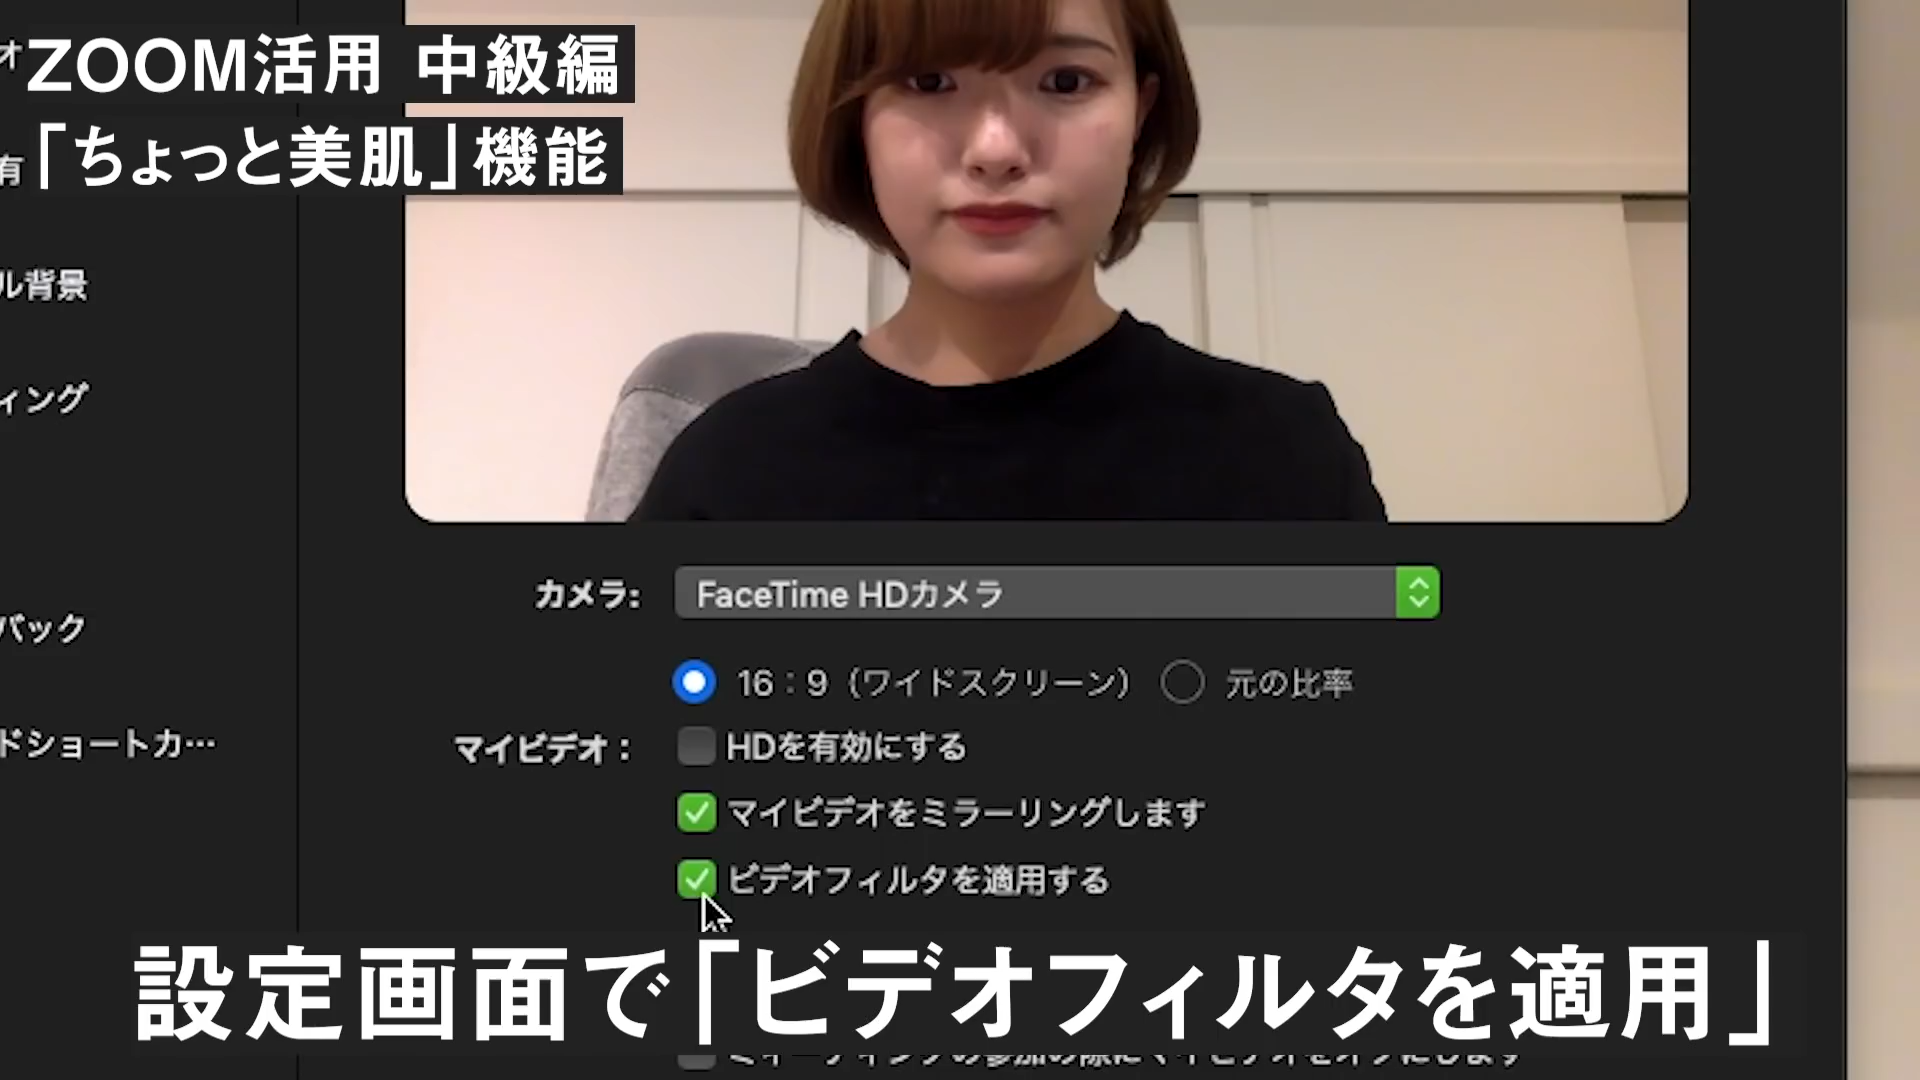 ZOOM活用 中級編
「ちょっと美肌」機能
オ
有
ル背景
ィング
バック
ドショートカ…
カメラ: FaceTime HDカメラ
16：9（ワイドスクリーン） 元の比率
マイビデオ： HDを有効にする
マイビデオをミラーリングします
ビデオフィルタを適用する
設定画面で「ビデオフィルタを適用」